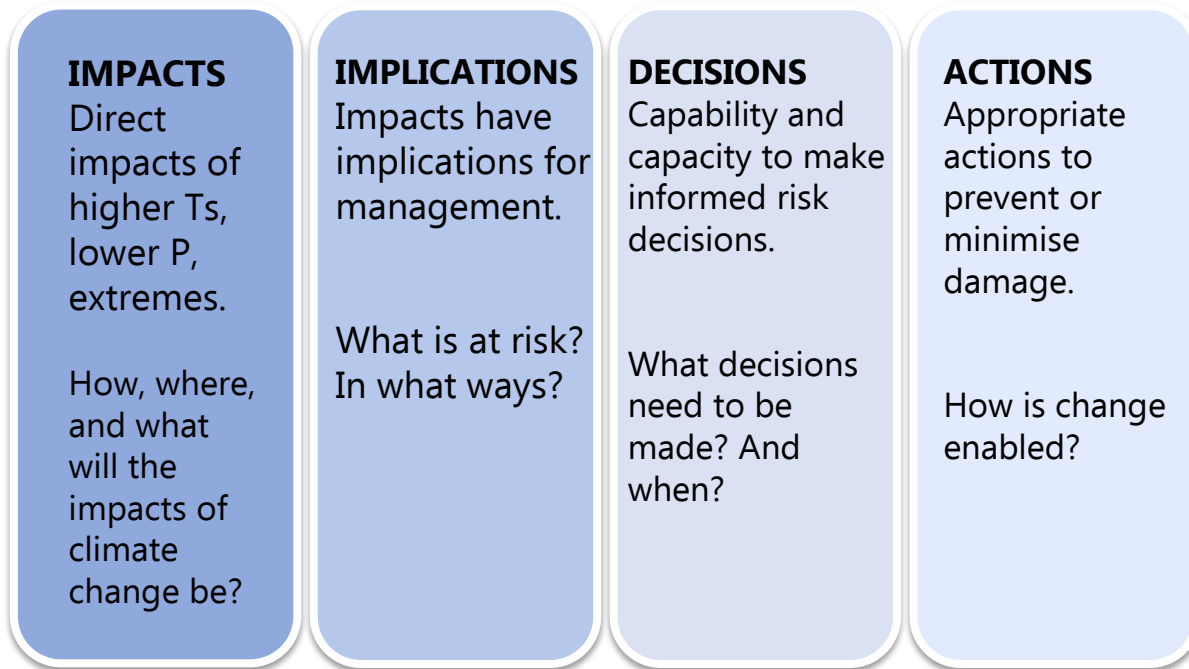 IMPACTS
Direct
impacts of
higher Ts,
lower P,
extremes.
How, where,
and what
will the
impacts of
climate
change be?
IMPLICATIONS
Impacts have
implications for
management.
What is at risk?
In what ways?
DECISIONS
Capability and
capacity to make
informed risk
decisions.
What decisions
need to be
made? And
when?
ACTIONS
Appropriate
actions to
prevent or
minimise
damage.
How is change
enabled?